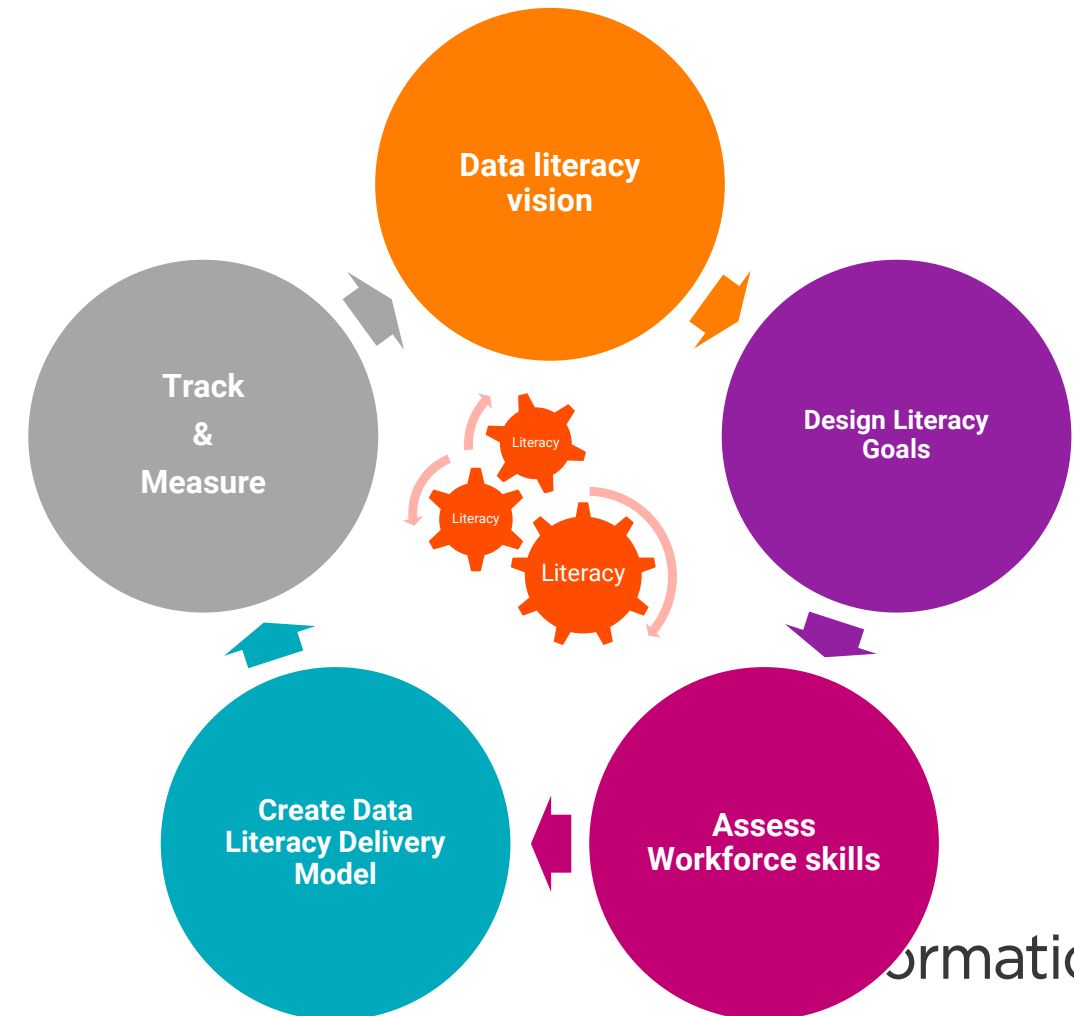 Data literacy
vision
Track
&
Measure
Design Literacy
Goals
Literacy
Literacy
Literacy
Create Data
Literacy Delivery
Model
Assess
Workforce skills